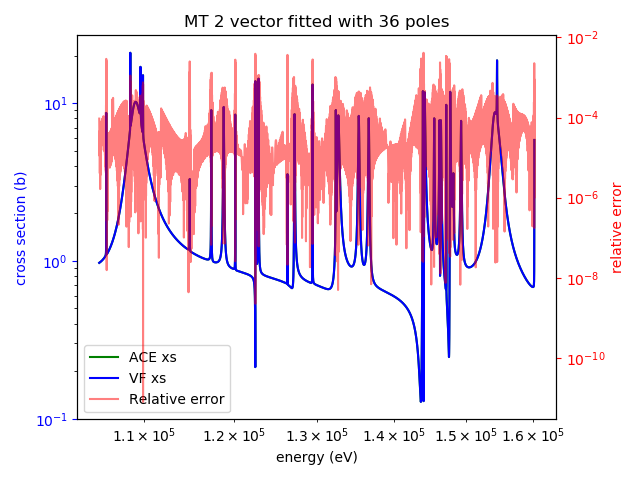 MT 2 vector fitted with 36 poles
10⁻²
10¹
10⁻⁴
cross section (b)
10⁻⁶
relative error
10⁰
10⁻⁸
ACE xs
VF xs
Relative error
10⁻¹⁰
10⁻¹
1.1 × 10⁵ 1.2 × 10⁵ 1.3 × 10⁵ 1.4 × 10⁵ 1.5 × 10⁵ 1.6 × 10⁵
energy (eV)